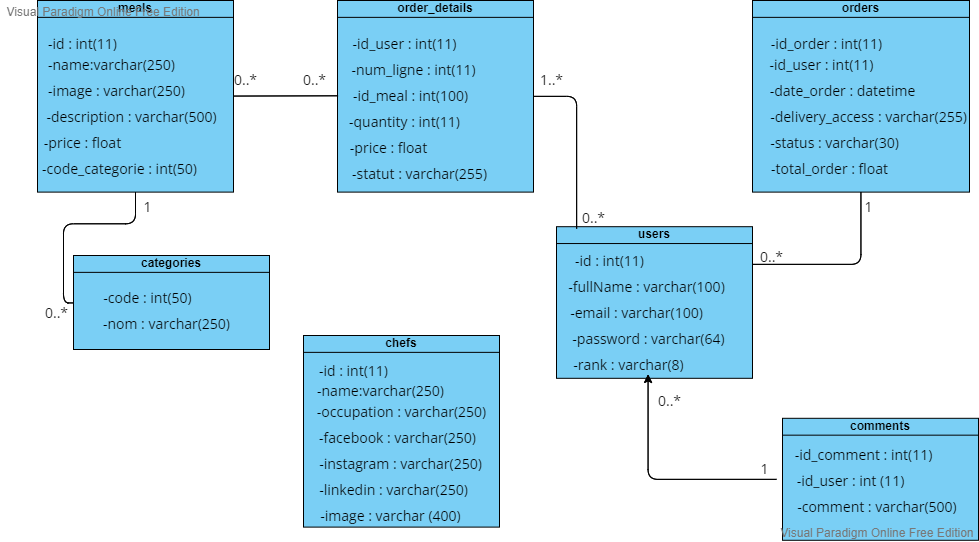 Visual Paradigm Online Free Edition
meals
-id : int(11)
-name:varchar(250)
-image : varchar(250)
-description : varchar(500)
-price : float
-code_categorie : int(50)
0..*
0..*
order_details
-id_user : int(11)
-num_ligne : int(11)
-id_meal : int(100)
-quantity : int(11)
-price : float
-statut : varchar(255)
1..*
0..*
orders
-id_order : int(11)
-id_user : int(11)
-date_order : datetime
-delivery_access : varchar(255)
-status : varchar(30)
-total_order : float
1
0..*
1
0..*
categories
-code : int(50)
-nom : varchar(250)
users
-id : int(11)
-fullName : varchar(100)
-email : varchar(100)
-password : varchar(64)
-rank : varchar(8)
0..*
1
chefs
-id : int(11)
-name:varchar(250)
-occupation : varchar(250)
-facebook : varchar(250)
-instagram : varchar(250)
-linkedin : varchar(250)
-image : varchar (400)
comments
-id_comment : int(11)
-id_user : int (11)
-comment : varchar(500)
Visual Paradigm Online Free Edition